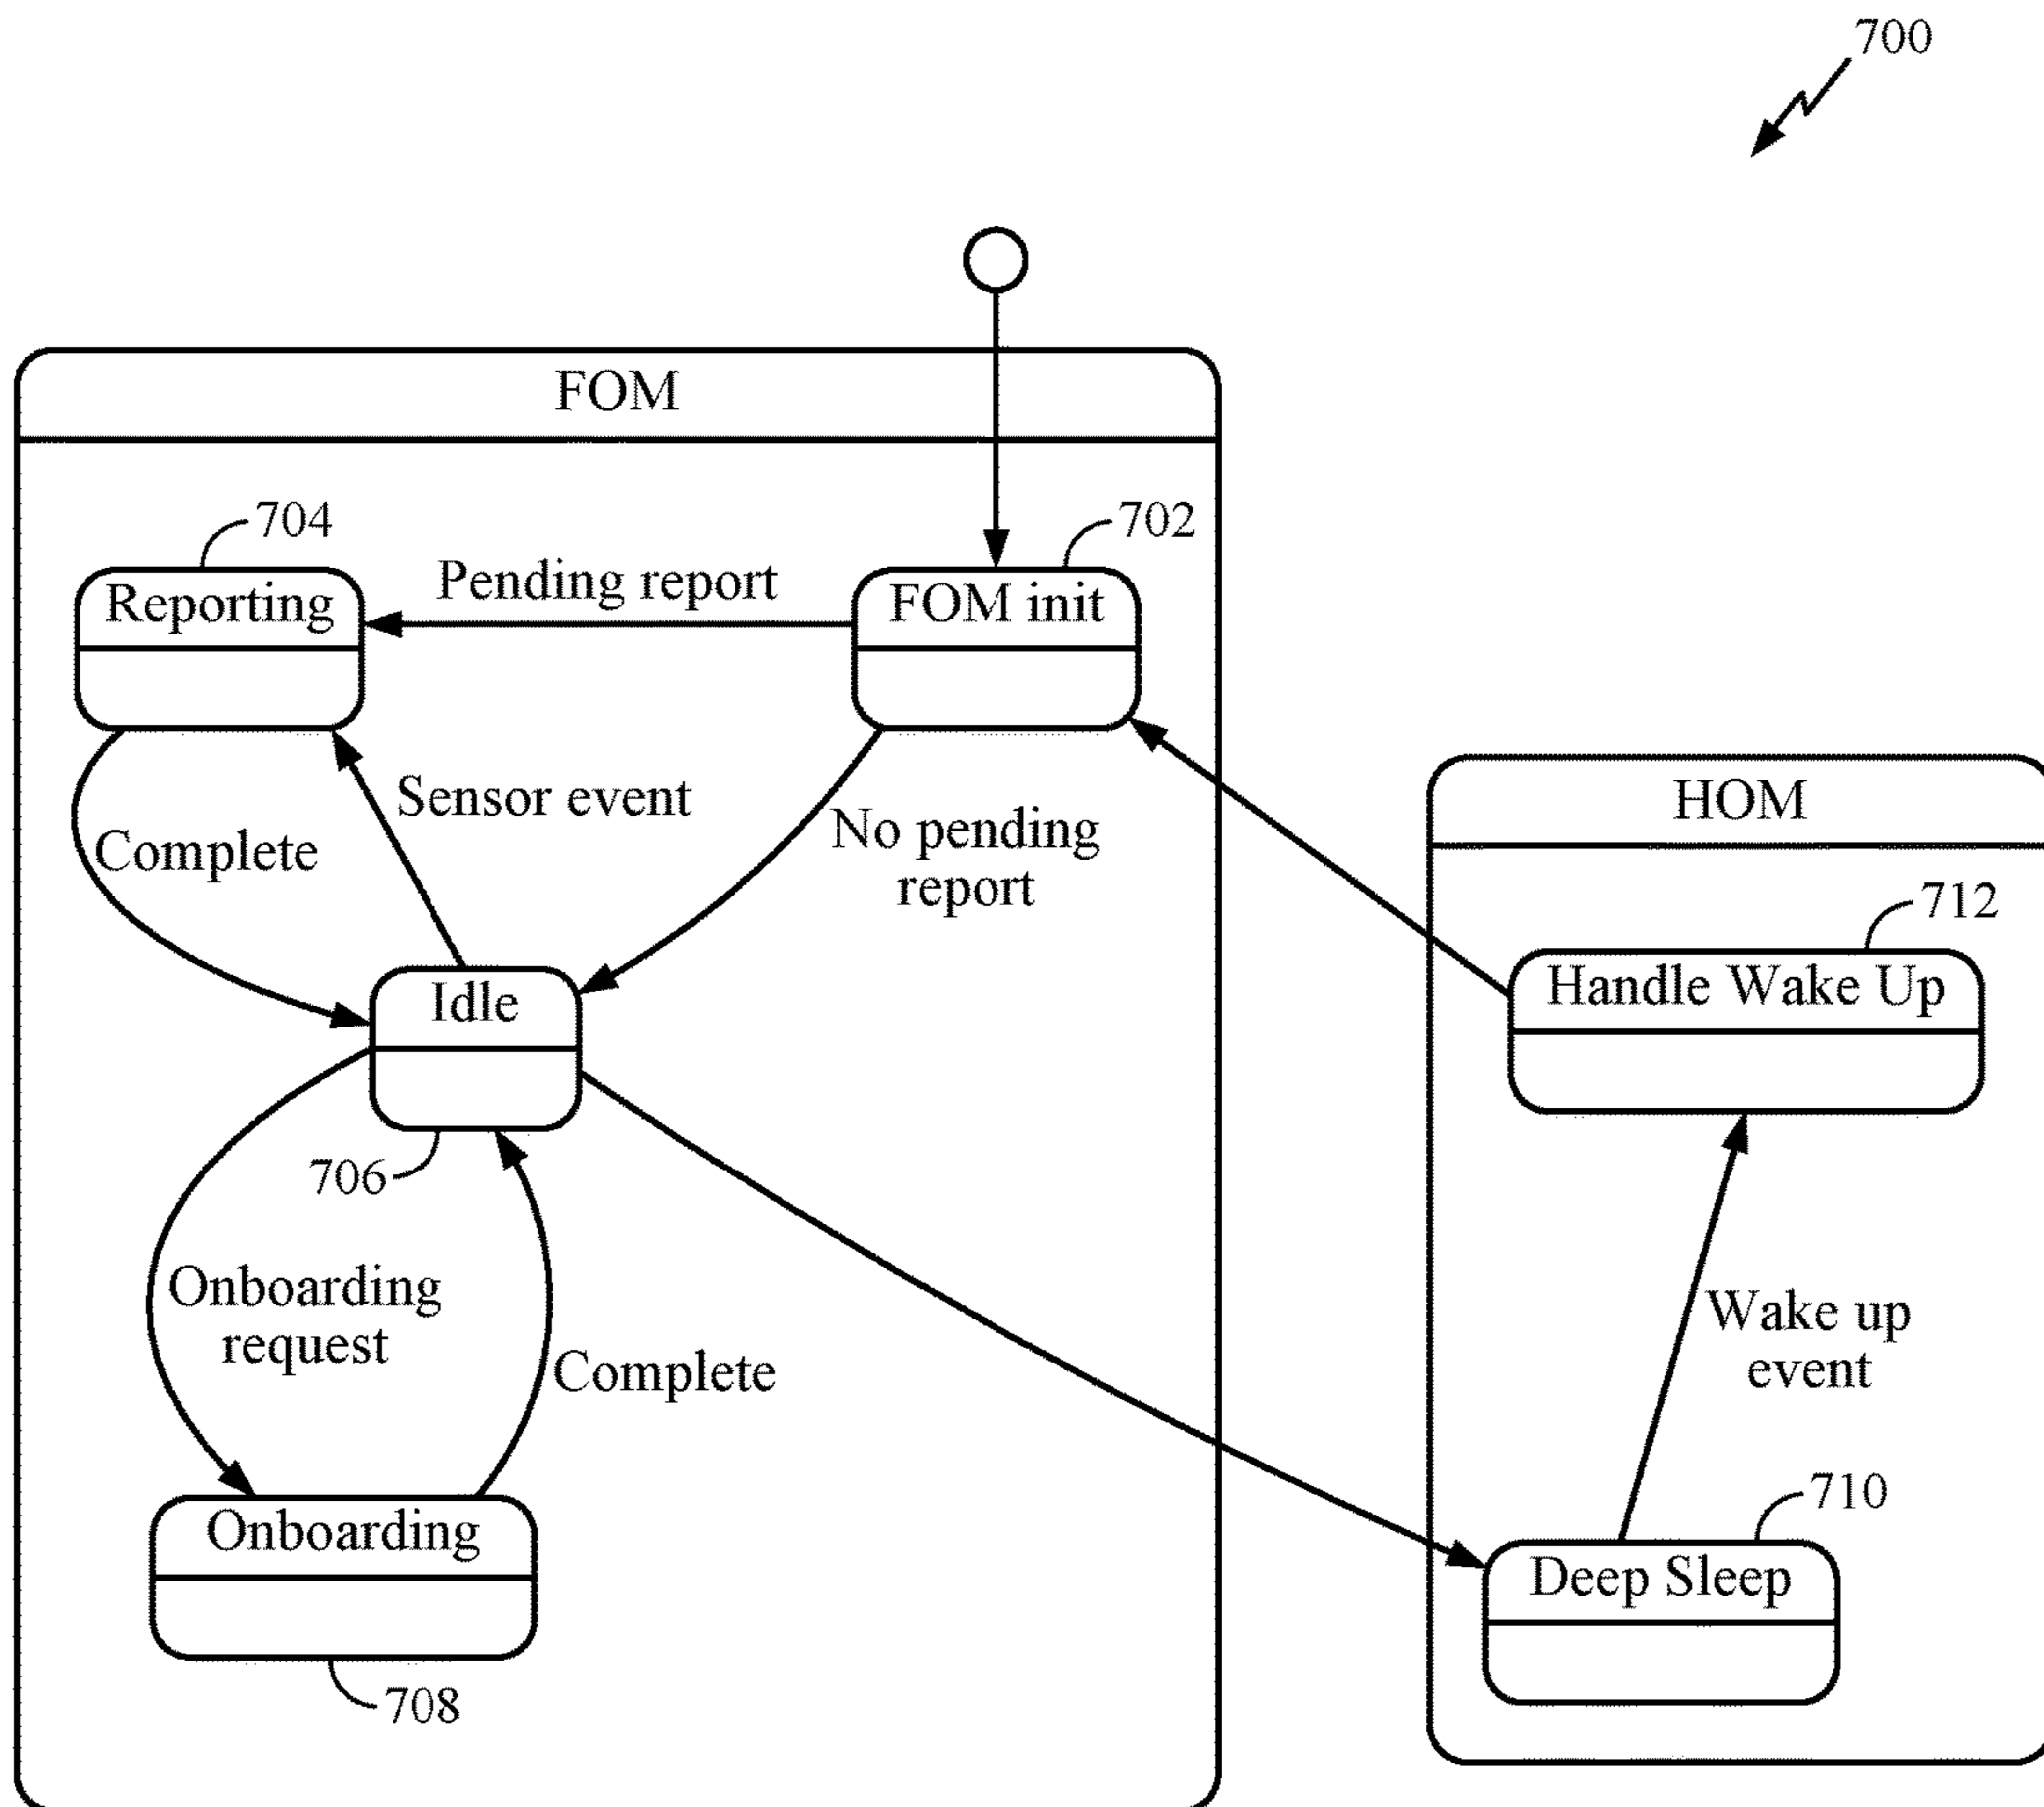 700
FOM
704
702
Reporting
Pending report
FOM init
Sensor event
Complete
No pending
report
HOM
712
Handle Wake Up
Idle
706
Onboarding
request
Complete
Wake up
event
710
Onboarding
Deep Sleep
708